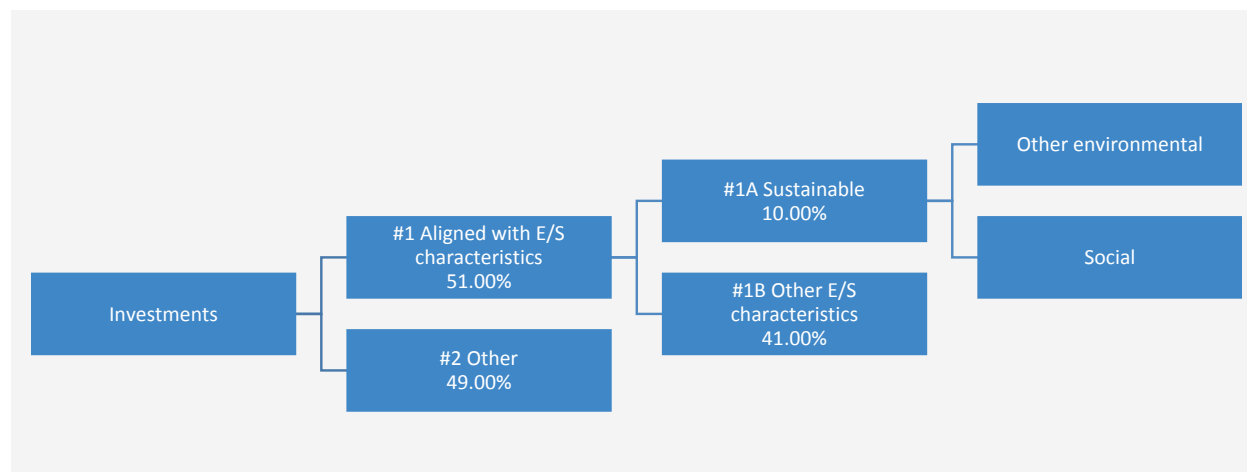 Investments
#1 Aligned with E/S
characteristics
51.00%
#2 Other
49.00%
#1A Sustainable
10.00%
#1B Other E/S
characteristics
41.00%
Other environmental
Social